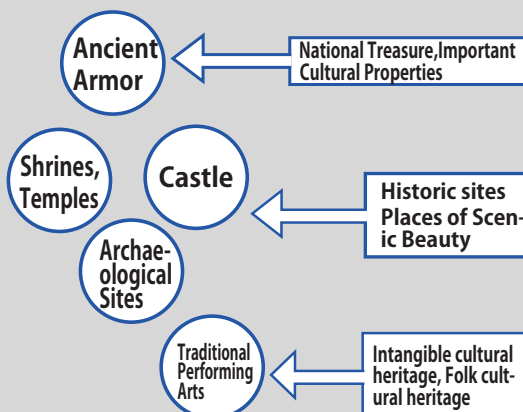 Ancient
Armor
National Treasure,Important
Cultural Properties
Shrines,
Temples
Castle
Historic sites
Places of Scen-
ic Beauty
Archae-
ological
Sites
Traditional
Performing
Arts
Intangible cultural
heritage, Folk cult-
ural heritage